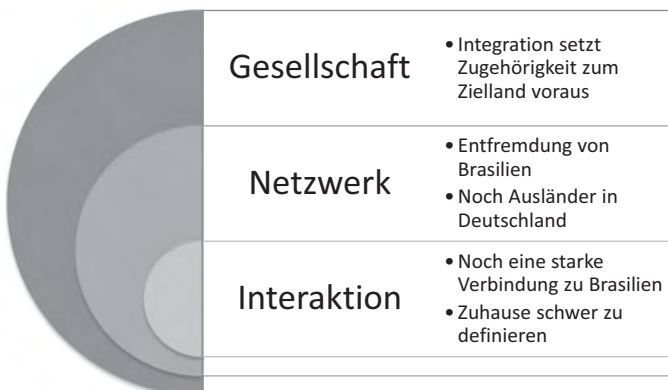 Gesellschaft
• Integration setzt
Zugehörigkeit zum
Zielland voraus
Netzwerk
• Entfremdung von
Brasilien
• Noch Ausländer in
Deutschland
Interaktion
• Noch eine starke
Verbindung zu Brasilien
• Zuhause schwer zu
definieren